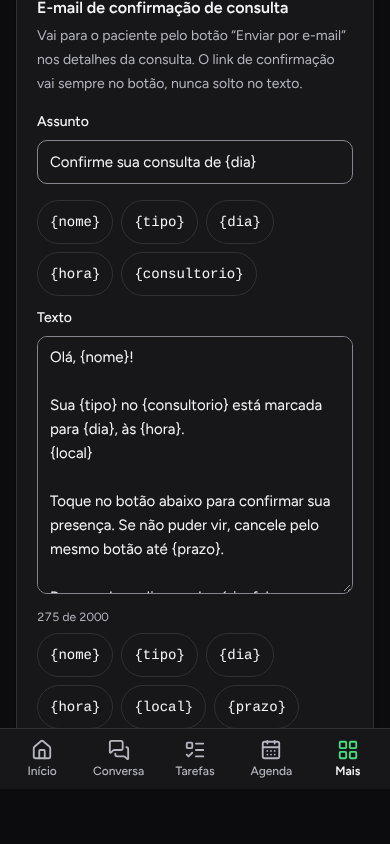 E-mail de confirmação de consulta
Vai para o paciente pelo botão “Enviar por e-mail”
nos detalhes da consulta. O link de confirmação
vai sempre no botão, nunca solto no texto.
Assunto
Confirme sua consulta de {dia}
{nome} {tipo} {dia}
{hora} {consultorio}
Texto
Olá, {nome}!
Sua {tipo} no {consultorio} está marcada
para {dia}, às {hora}.
{local}
Toque no botão abaixo para confirmar sua
presença. Se não puder vir, cancele pelo
mesmo botão até {prazo}.
275 de 2000
{nome} {tipo} {dia}
{hora} {local} {prazo}
Início Conversa Tarefas Agenda Mais